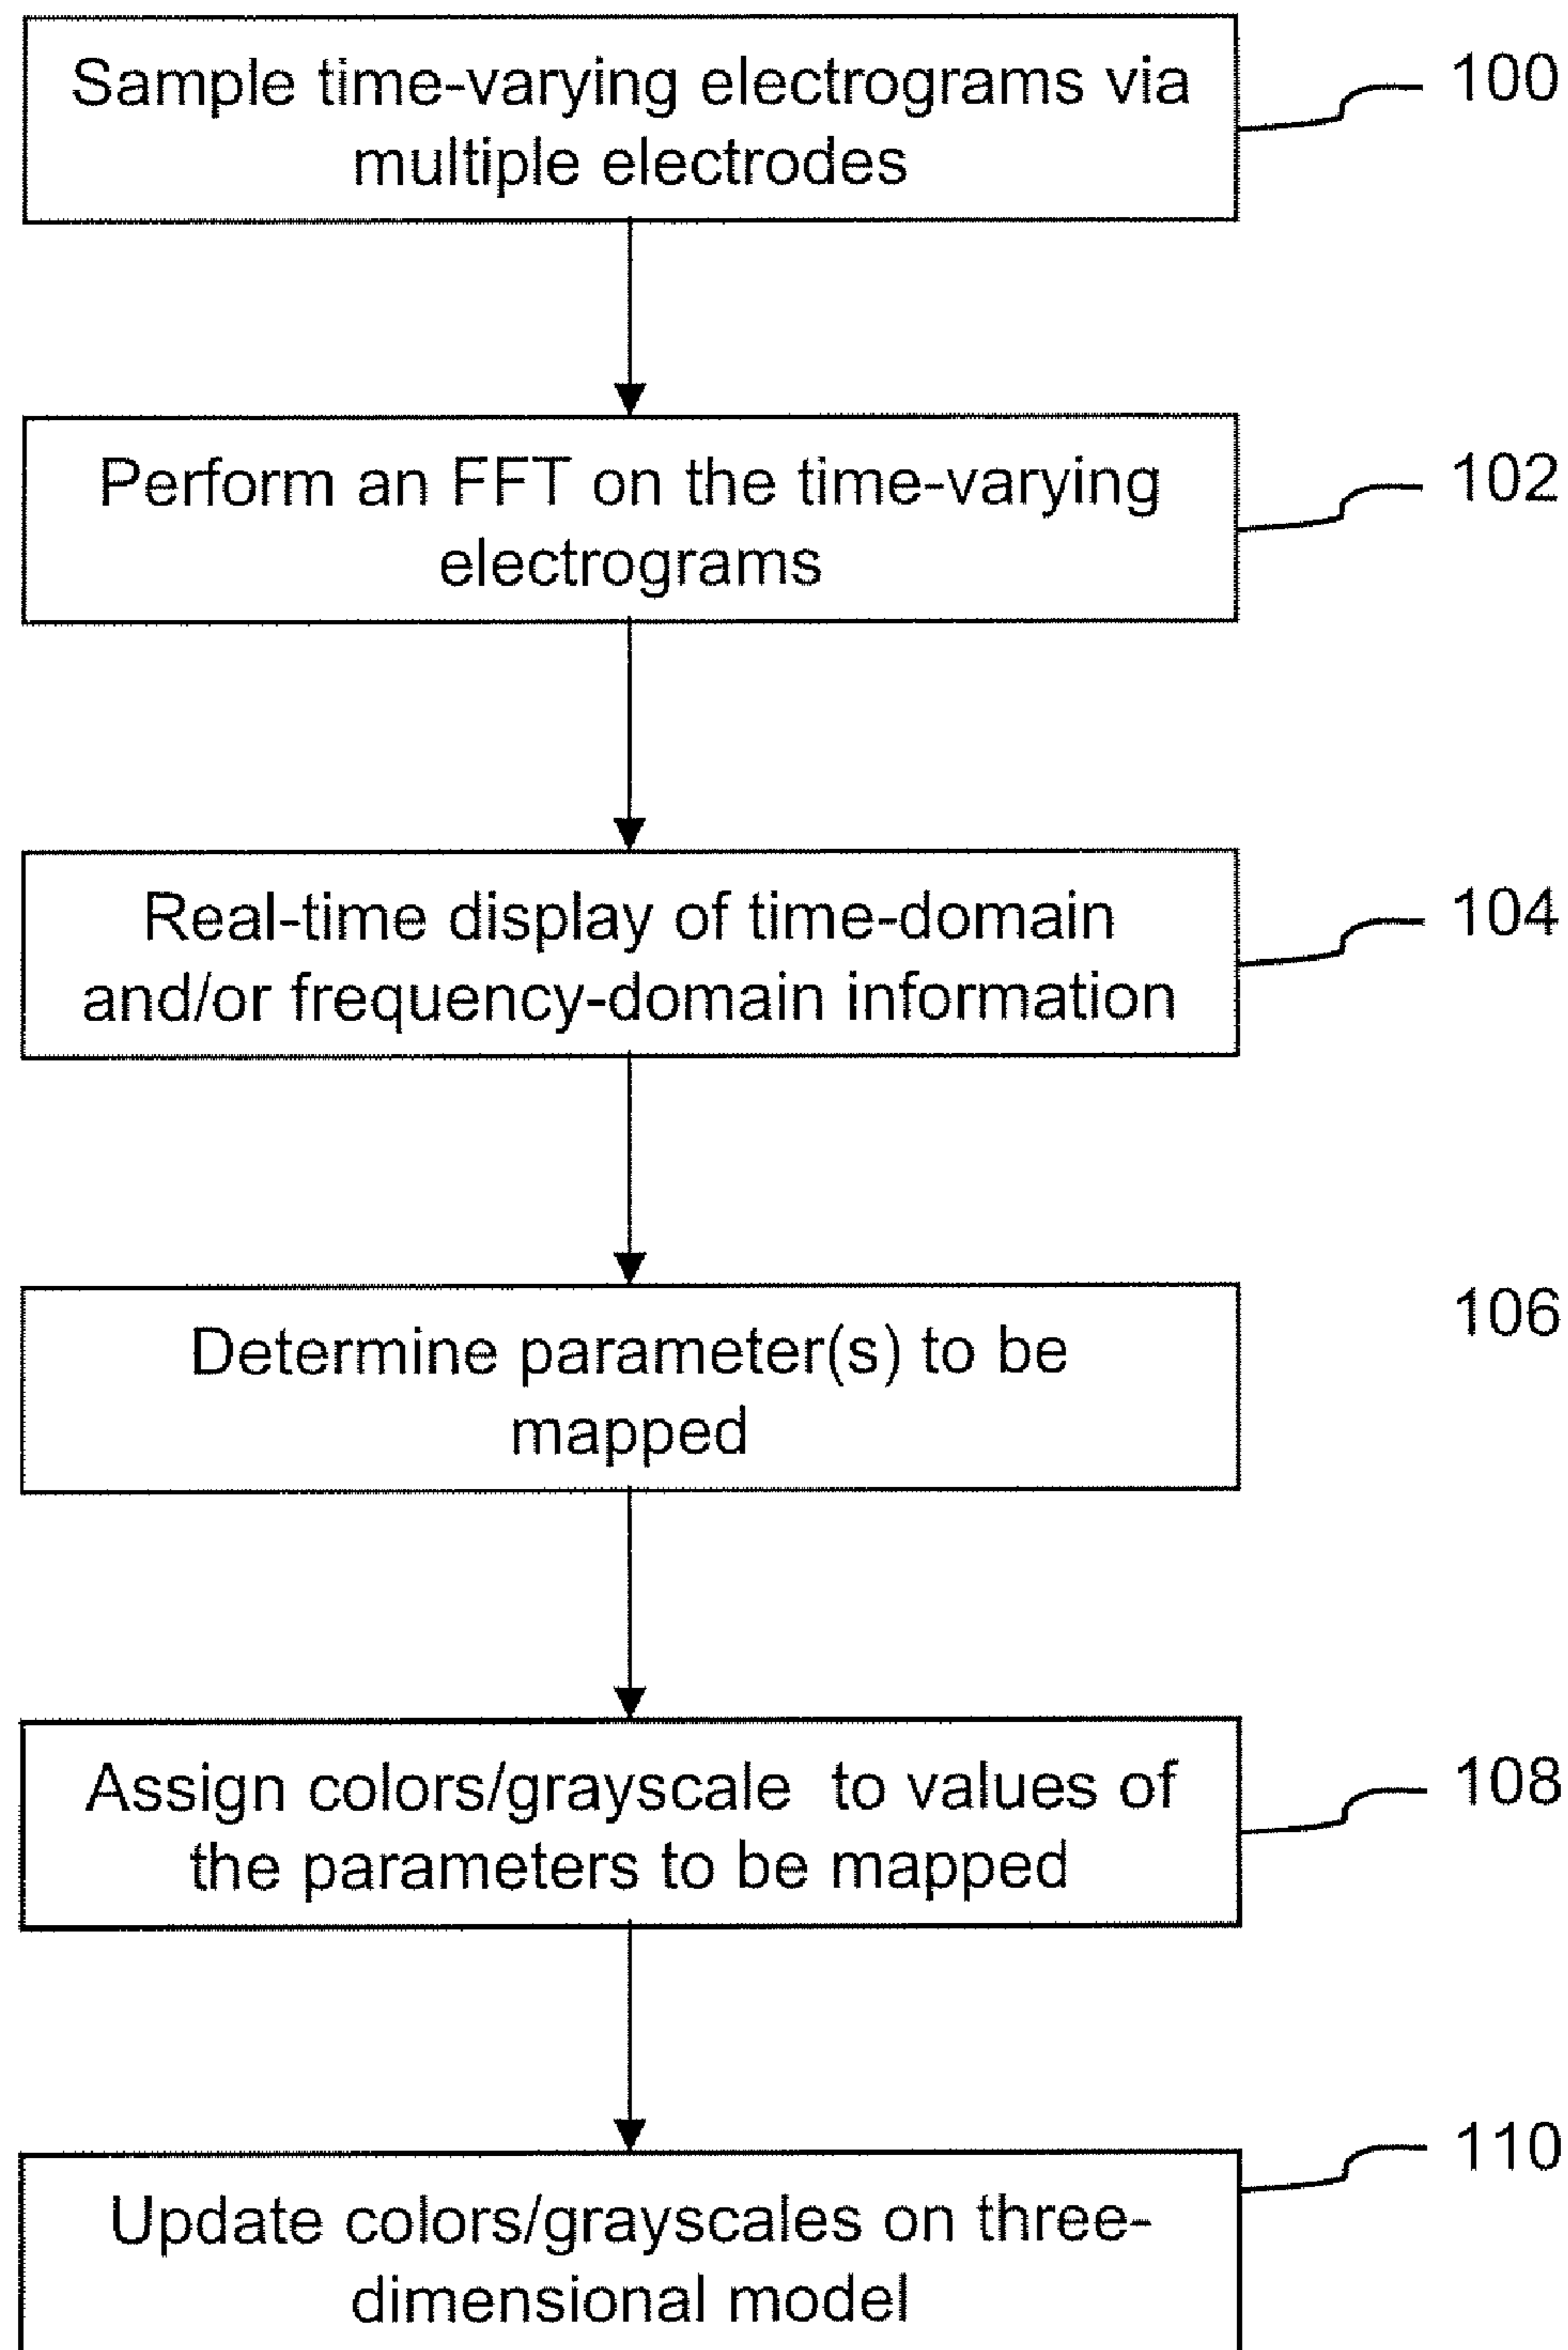 Sample time-varying electrograms via
multiple electrodes
100
Perform an FFT on the time-varying
electrograms
102
Real-time display of time-domain
and/or frequency-domain information
104
Determine parameter(s) to be
mapped
106
Assign colors/grayscale to values of
the parameters to be mapped
108
Update colors/grayscales on three-
dimensional model
110